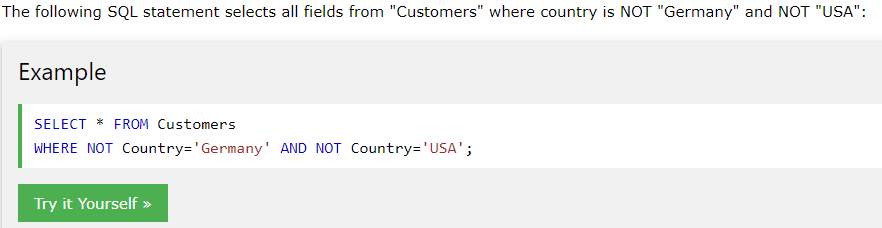 The following SQL statement selects all fields from "Customers" where country is NOT "Germany" and NOT "USA":
Example
SELECT * FROM Customers
WHERE NOT Country='Germany' AND NOT Country='USA';
Try it Yourself »